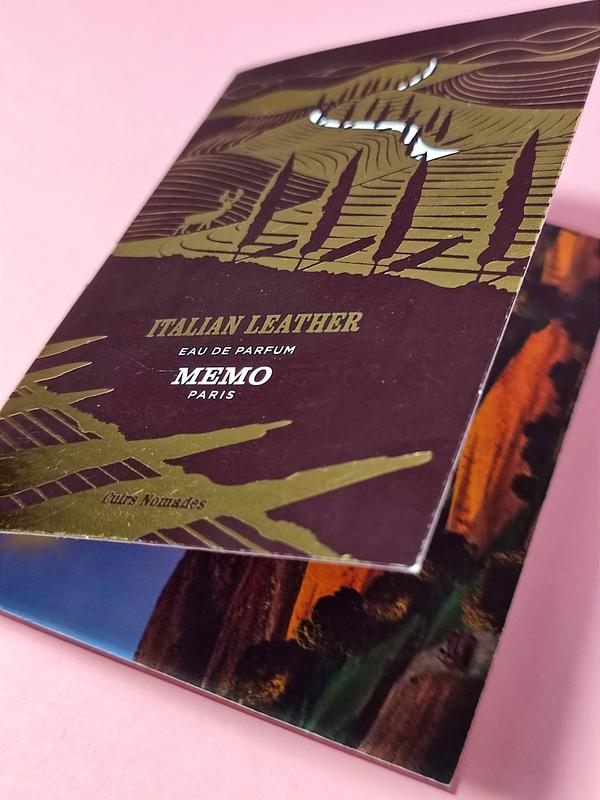 ITALIAN LEATHER
EAU DE PARFUM
MEMO
PARIS
Cuirs Nomades